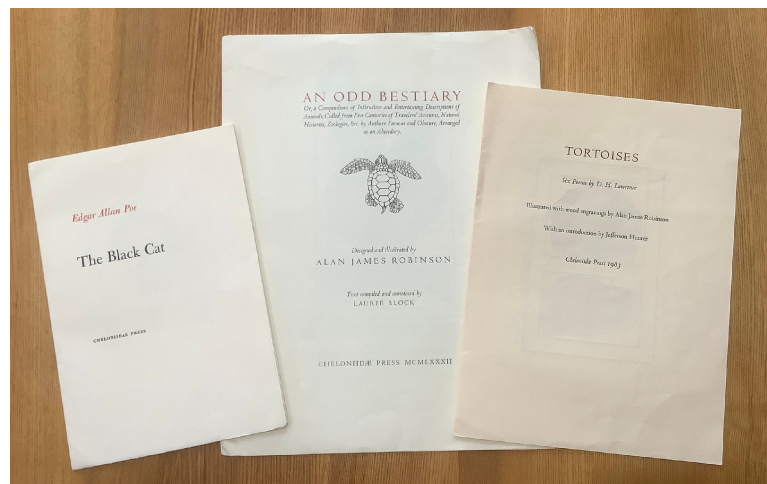 Edgar Allan Poe
The Black Cat
CHELONIIDAE PRESS
AN ODD BESTIARY
Or, a Compendium of Instructive and Entertaining Descriptions of
Animals, Culled from Five Centuries of Travelers' Accounts, Natural
Histories, Zoologies, &c. by Authors Famous and Obscure, Arranged
as an Abecedary.
Designed and illustrated by
ALAN JAMES ROBINSON
Text compiled and annotated by
LAURIE BLOCK
CHELONIIDÆ PRESS MCMLXXXII
TORTOISES
Six Poems by D. H. Lawrence
Illustrated with wood engravings by Alan James Robinson
With an introduction by Jefferson Hunter
Cheloniidae Press 1983